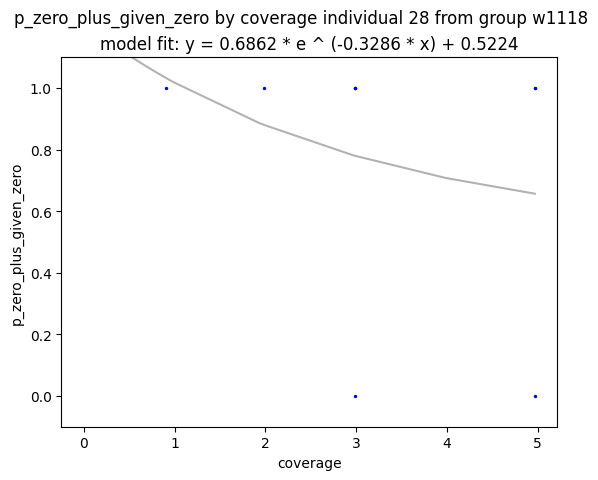 p_zero_plus_given_zero by coverage individual 28 from group w1118
model fit: y = 0.6862 * e ^ (-0.3286 * x) + 0.5224
1.0
0.8
0.6
0.4
0.2
0.0
p_zero_plus_given_zero
0 1 2 3 4 5
coverage